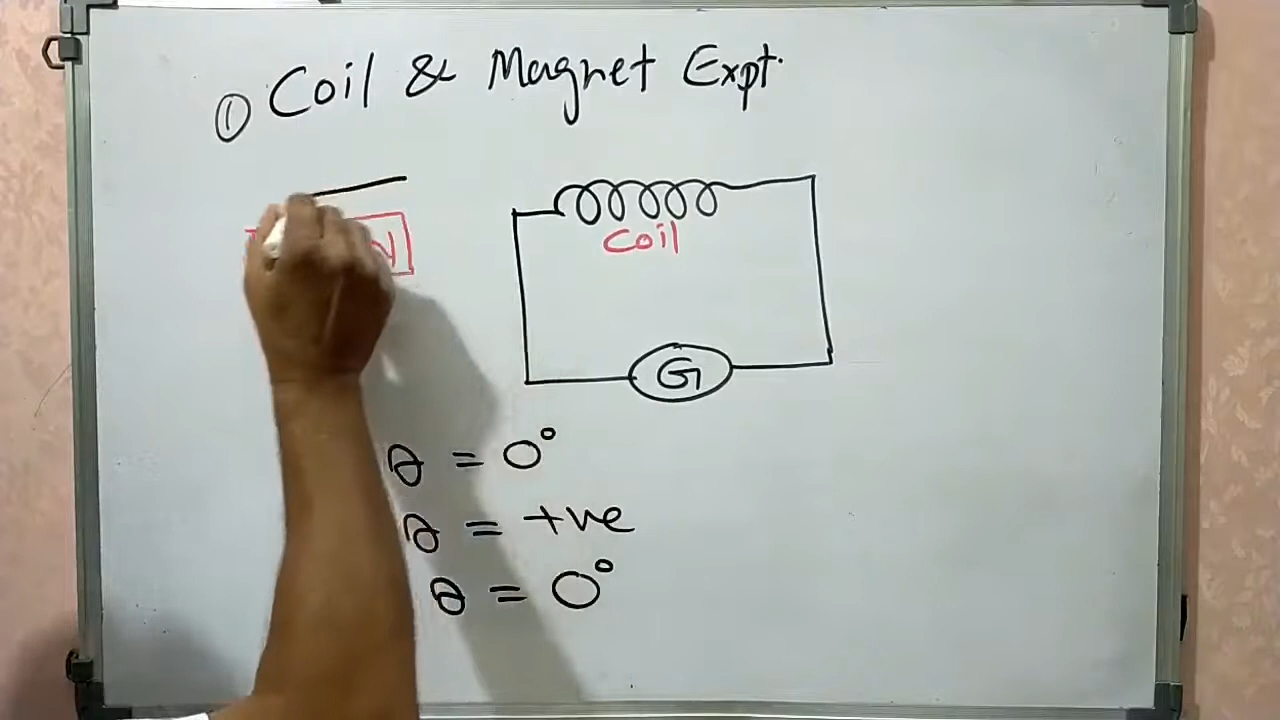 ① Coil & Magnet Expt.
N
Coil
G
θ = 0°
θ = +ve
θ = 0°